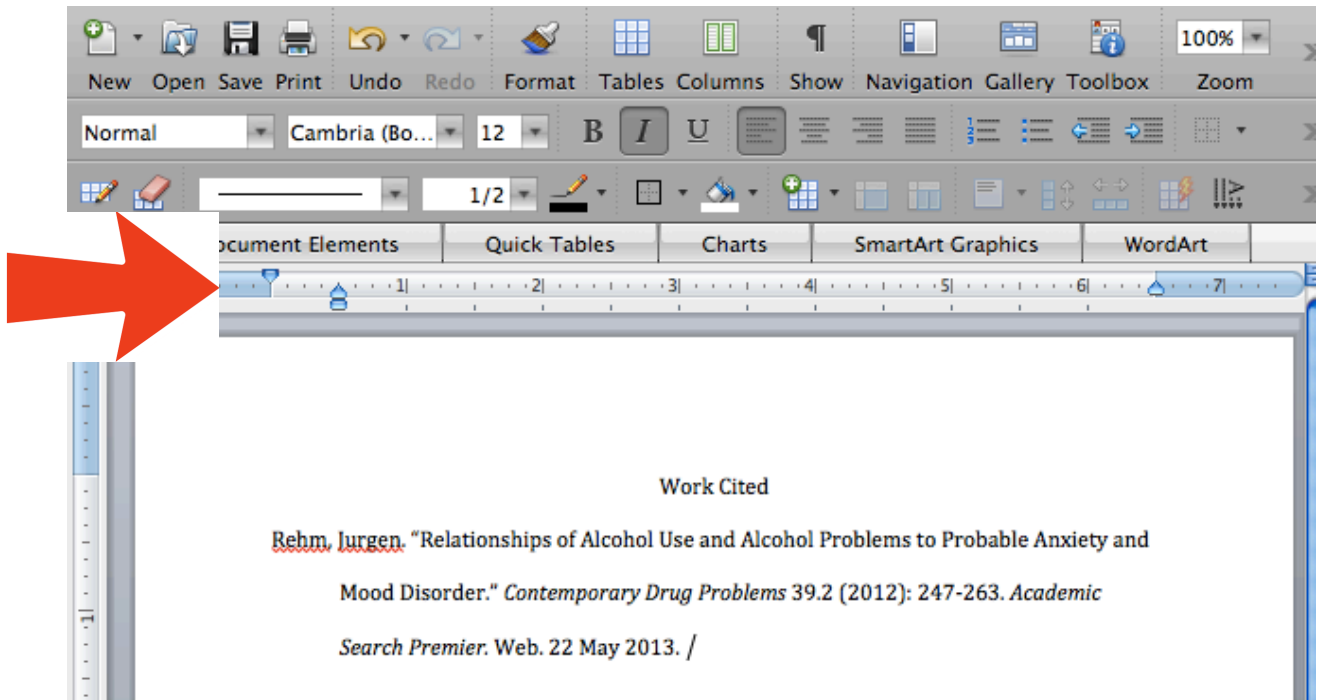 New Open Save Print Undo Redo Format Tables Columns Show Navigation Gallery Toolbox 100% Zoom
Normal Cambria (Bo... 12 B I U
1/2
ocument Elements Quick Tables Charts SmartArt Graphics WordArt
1 2 3 4 5 6 7
Work Cited
Rehm, Jurgen. “Relationships of Alcohol Use and Alcohol Problems to Probable Anxiety and
Mood Disorder.“ Contemporary Drug Problems 39.2 (2012): 247-263. Academic
1
Search Premier. Web. 22 May 2013.